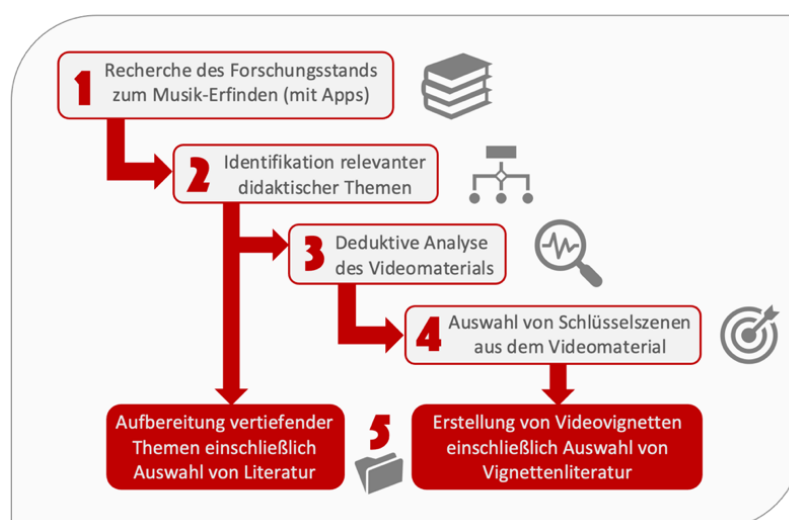 1
Recherche des Forschungsstands
zum Musik-Erfinden (mit Apps)
2
Identifikation relevanter
didaktischer Themen
3
Deduktive Analyse
des Videomaterials
4
Auswahl von Schlüsselszenen
aus dem Videomaterial
Aufbereitung vertiefender
Themen einschließlich
Auswahl von Literatur
5
Erstellung von Videovignetten
einschließlich Auswahl von
Vignettenliteratur